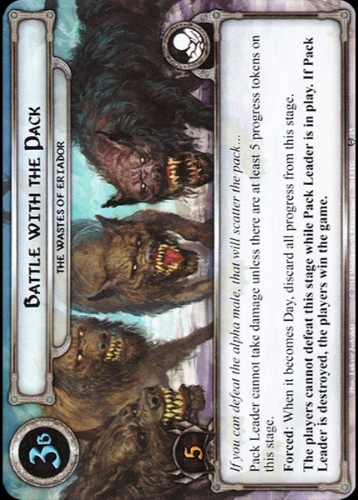 3B
BATTLE WITH THE PACK
THE WASTES OF ERIADOR
5
If you can defeat the alpha male, that will scatter the pack…
Pack Leader cannot take damage unless there are at least 5 progress tokens on
this stage.
Forced: When it becomes Day, discard all progress from this stage.
The players cannot defeat this stage while Pack Leader is in play. If Pack
Leader is destroyed, the players win the game.
Illus.